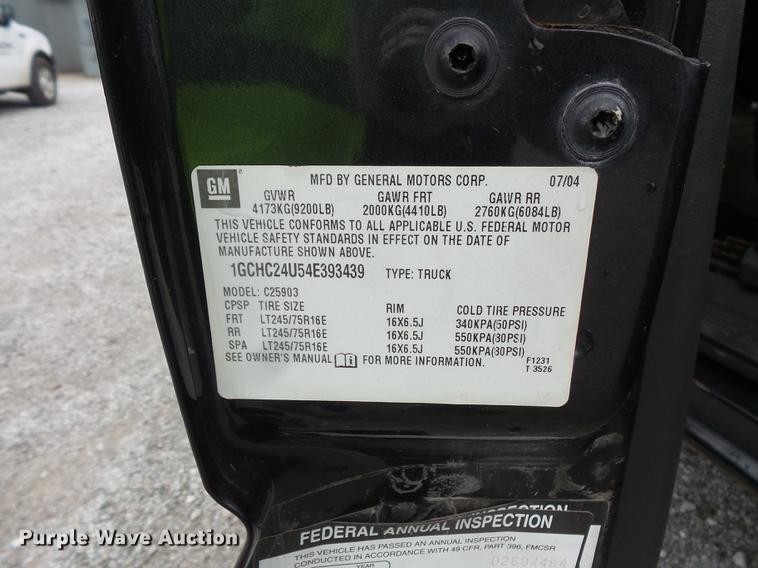 GM
MFD BY GENERAL MOTORS CORP. 07/04
GVWR GAWR FRT GAWR RR
4173KG(9200LB) 2000KG(4410LB) 2760KG(6084LB)
THIS VEHICLE CONFORMS TO ALL APPLICABLE U.S. FEDERAL MOTOR
VEHICLE SAFETY STANDARDS IN EFFECT ON THE DATE OF
MANUFACTURE SHOWN ABOVE.
1GCHC24U54E393439 TYPE: TRUCK
MODEL: C25903
CPSP TIRE SIZE RIM COLD TIRE PRESSURE
FRT LT245/75R16E 16X6.5J 340KPA(50PSI)
RR LT245/75R16E 16X6.5J 550KPA(80PSI)
SPA LT245/75R16E 16X6.5J 550KPA(80PSI)
SEE OWNER'S MANUAL FOR MORE INFORMATION.
F1231
T 3526
ANNUAL INSPECTION
FEDERAL ANNUAL INSPECTION
THIS VEHICLE HAS PASSED AN INSPECTION
CONDUCTED IN ACCORDANCE WITH 49 CFR, PART 396, FMCSR
YEAR
Purple Wave Auction